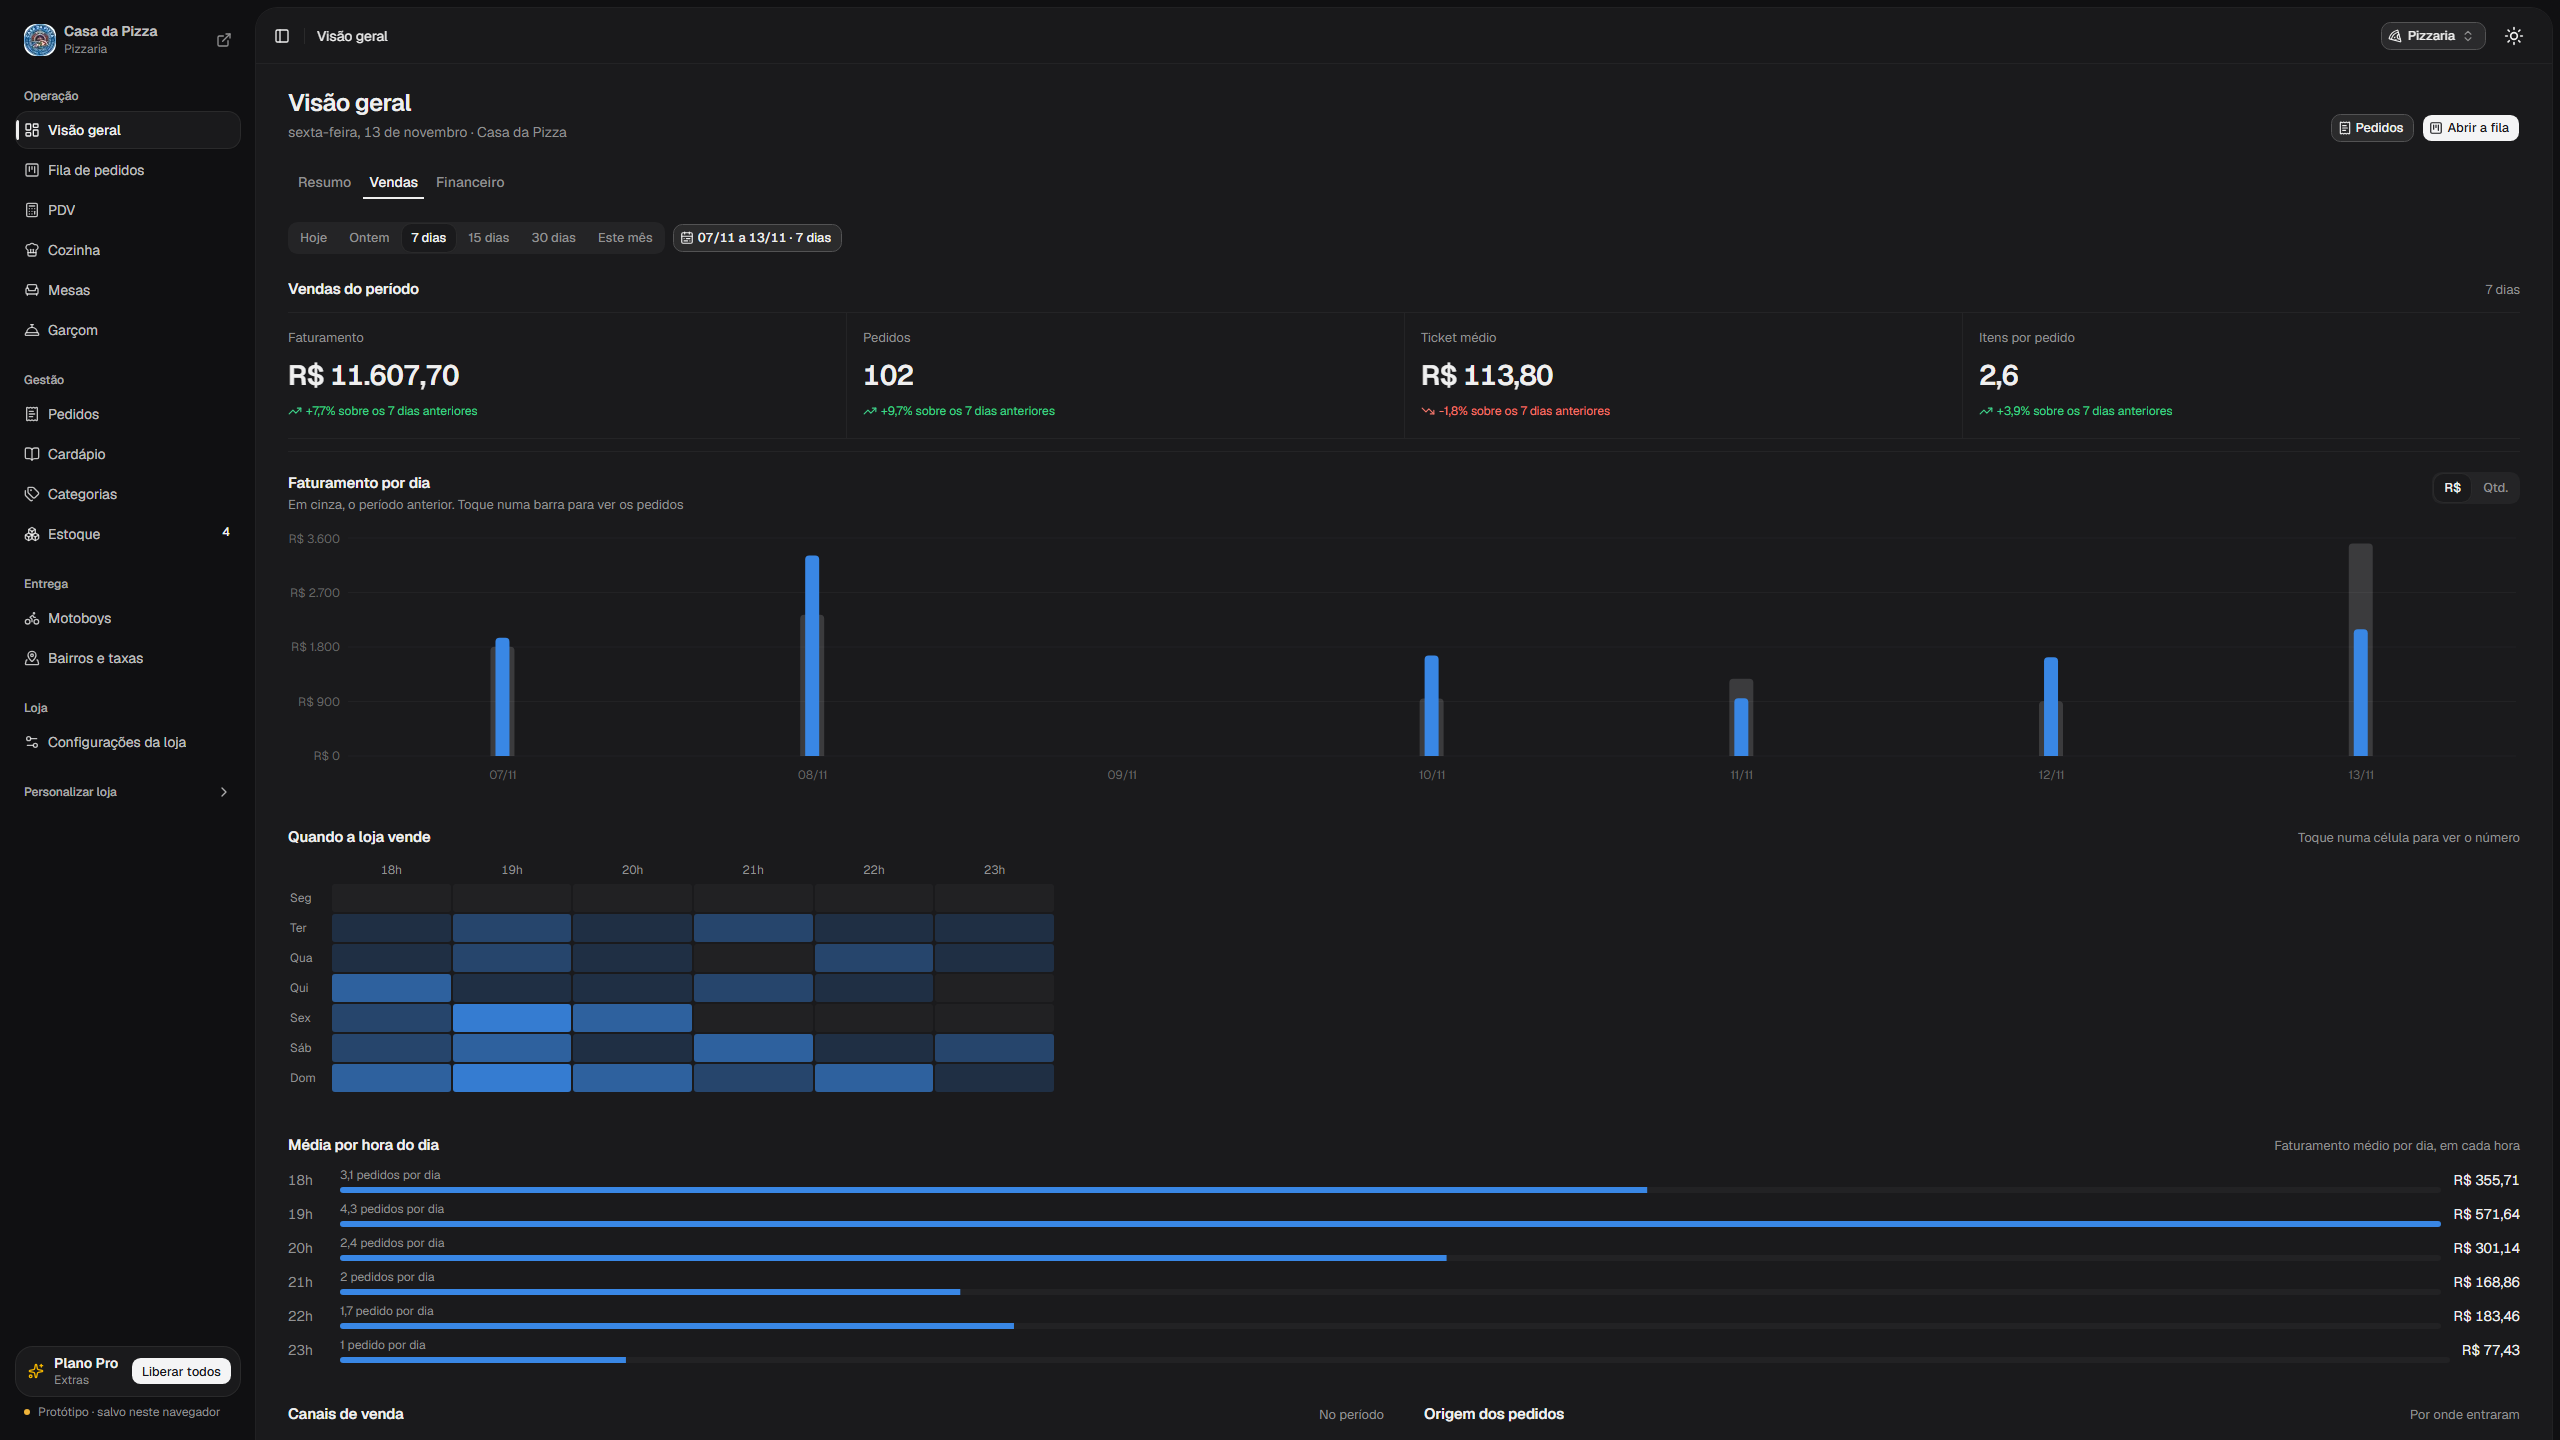 Casa da Pizza
Pizzaria
Operação
Visão geral
Fila de pedidos
PDV
Cozinha
Mesas
Garçom
Gestão
Pedidos
Cardápio
Categorias
Estoque 4
Entrega
Motoboys
Bairros e taxas
Loja
Configurações da loja
Personalizar loja
Plano Pro
Extras
Liberar todos
Protótipo · salvo neste navegador
Visão geral
Pizzaria
Visão geral
sexta-feira, 13 de novembro · Casa da Pizza
Pedidos
Abrir a fila
Resumo Vendas Financeiro
Hoje Ontem 7 dias 15 dias 30 dias Este mês 07/11 a 13/11 · 7 dias
Vendas do período 7 dias
Faturamento
R$ 11.607,70
+7,7% sobre os 7 dias anteriores
Pedidos
102
+9,7% sobre os 7 dias anteriores
Ticket médio
R$ 113,80
-1,8% sobre os 7 dias anteriores
Itens por pedido
2,6
+3,9% sobre os 7 dias anteriores
Faturamento por dia
Em cinza, o período anterior. Toque numa barra para ver os pedidos
R$ Qtd.
R$ 3.600
R$ 2.700
R$ 1.800
R$ 900
R$ 0
07/11 08/11 09/11 10/11 11/11 12/11 13/11
Quando a loja vende Toque numa célula para ver o número
18h 19h 20h 21h 22h 23h
Seg
Ter
Qua
Qui
Sex
Sáb
Dom
Média por hora do dia Faturamento médio por dia, em cada hora
18h 3,1 pedidos por dia R$ 355,71
19h 4,3 pedidos por dia R$ 571,64
20h 2,4 pedidos por dia R$ 301,14
21h 2 pedidos por dia R$ 168,86
22h 1,7 pedido por dia R$ 183,46
23h 1 pedido por dia R$ 77,43
Canais de venda No período
Origem dos pedidos Por onde entraram